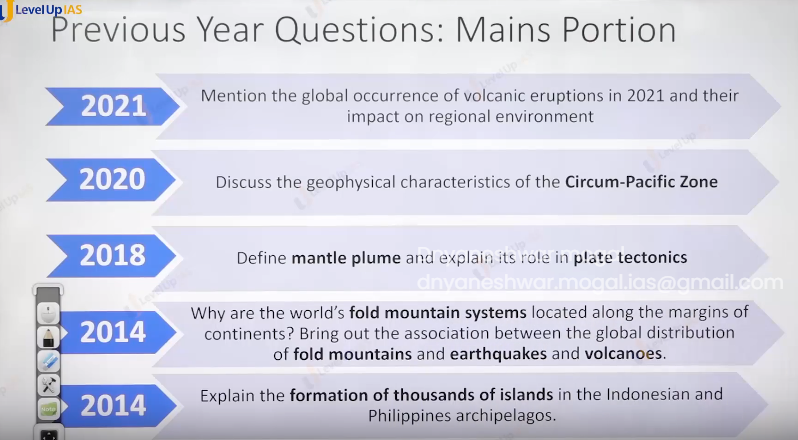 LevelUp IAS
Previous Year Questions: Mains Portion
2021
Mention the global occurrence of volcanic eruptions in 2021 and their
impact on regional environment
2020
Discuss the geophysical characteristics of the Circum-Pacific Zone
2018
Define mantle plume and explain its role in plate tectonics
Dnyaneshwar.mogal
dnyaneshwar.mogal.ias@gmail.com
2014
Why are the world's fold mountain systems located along the margins of
continents? Bring out the association between the global distribution
of fold mountains and earthquakes and volcanoes.
2014
Explain the formation of thousands of islands in the Indonesian and
Philippines archipelagos.